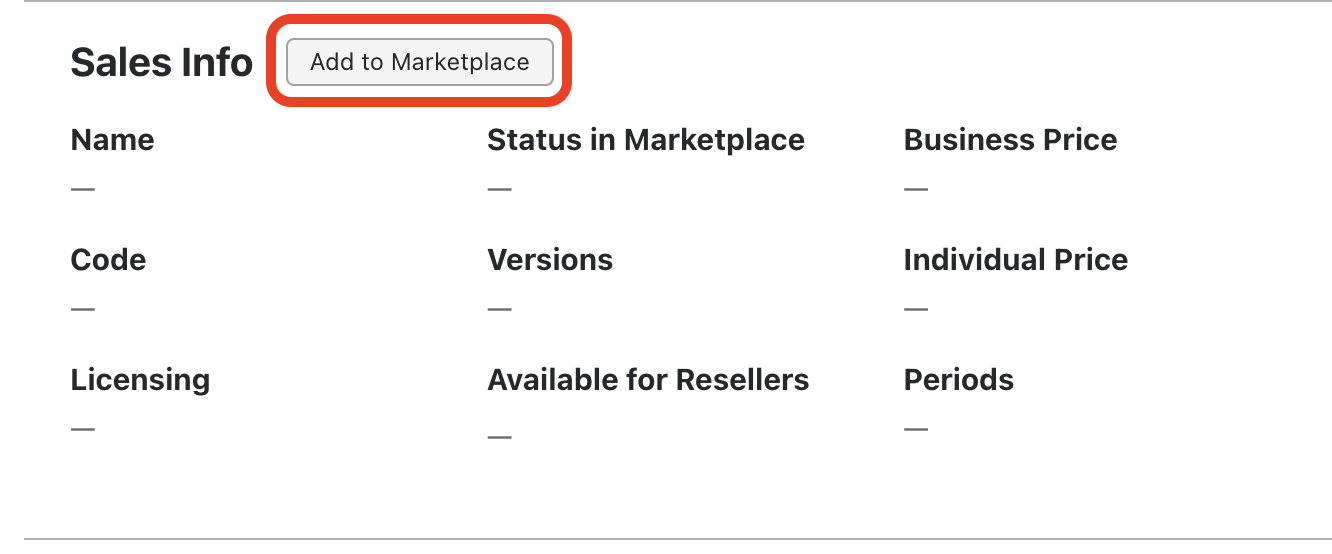 Sales Info Add to Marketplace
Name Status in Marketplace Business Price
— — —
Code Versions Individual Price
— — —
Licensing Available for Resellers Periods
— — —